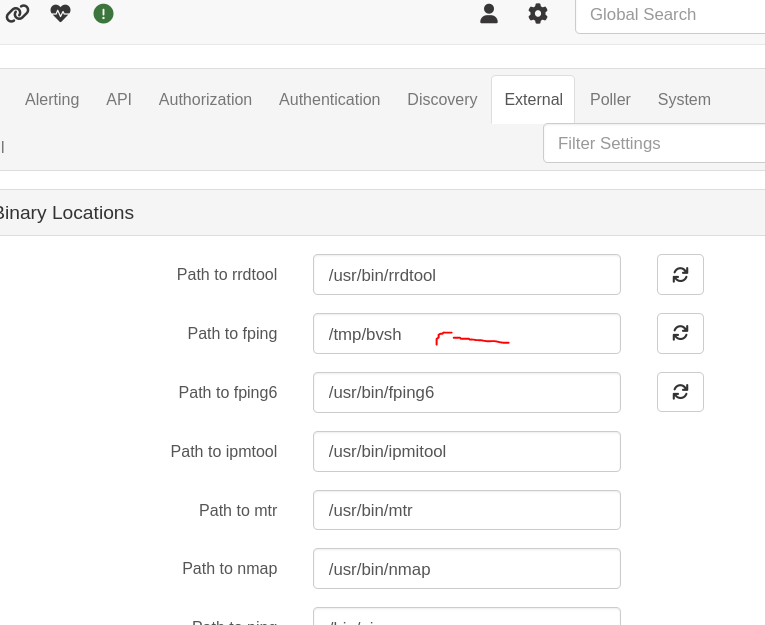 Global Search
Alerting API Authorization Authentication Discovery External Poller System
Filter Settings
Binary Locations
Path to rrdtool /usr/bin/rrdtool
Path to fping /tmp/bvsh
Path to fping6 /usr/bin/fping6
Path to ipmtool /usr/bin/ipmitool
Path to mtr /usr/bin/mtr
Path to nmap /usr/bin/nmap